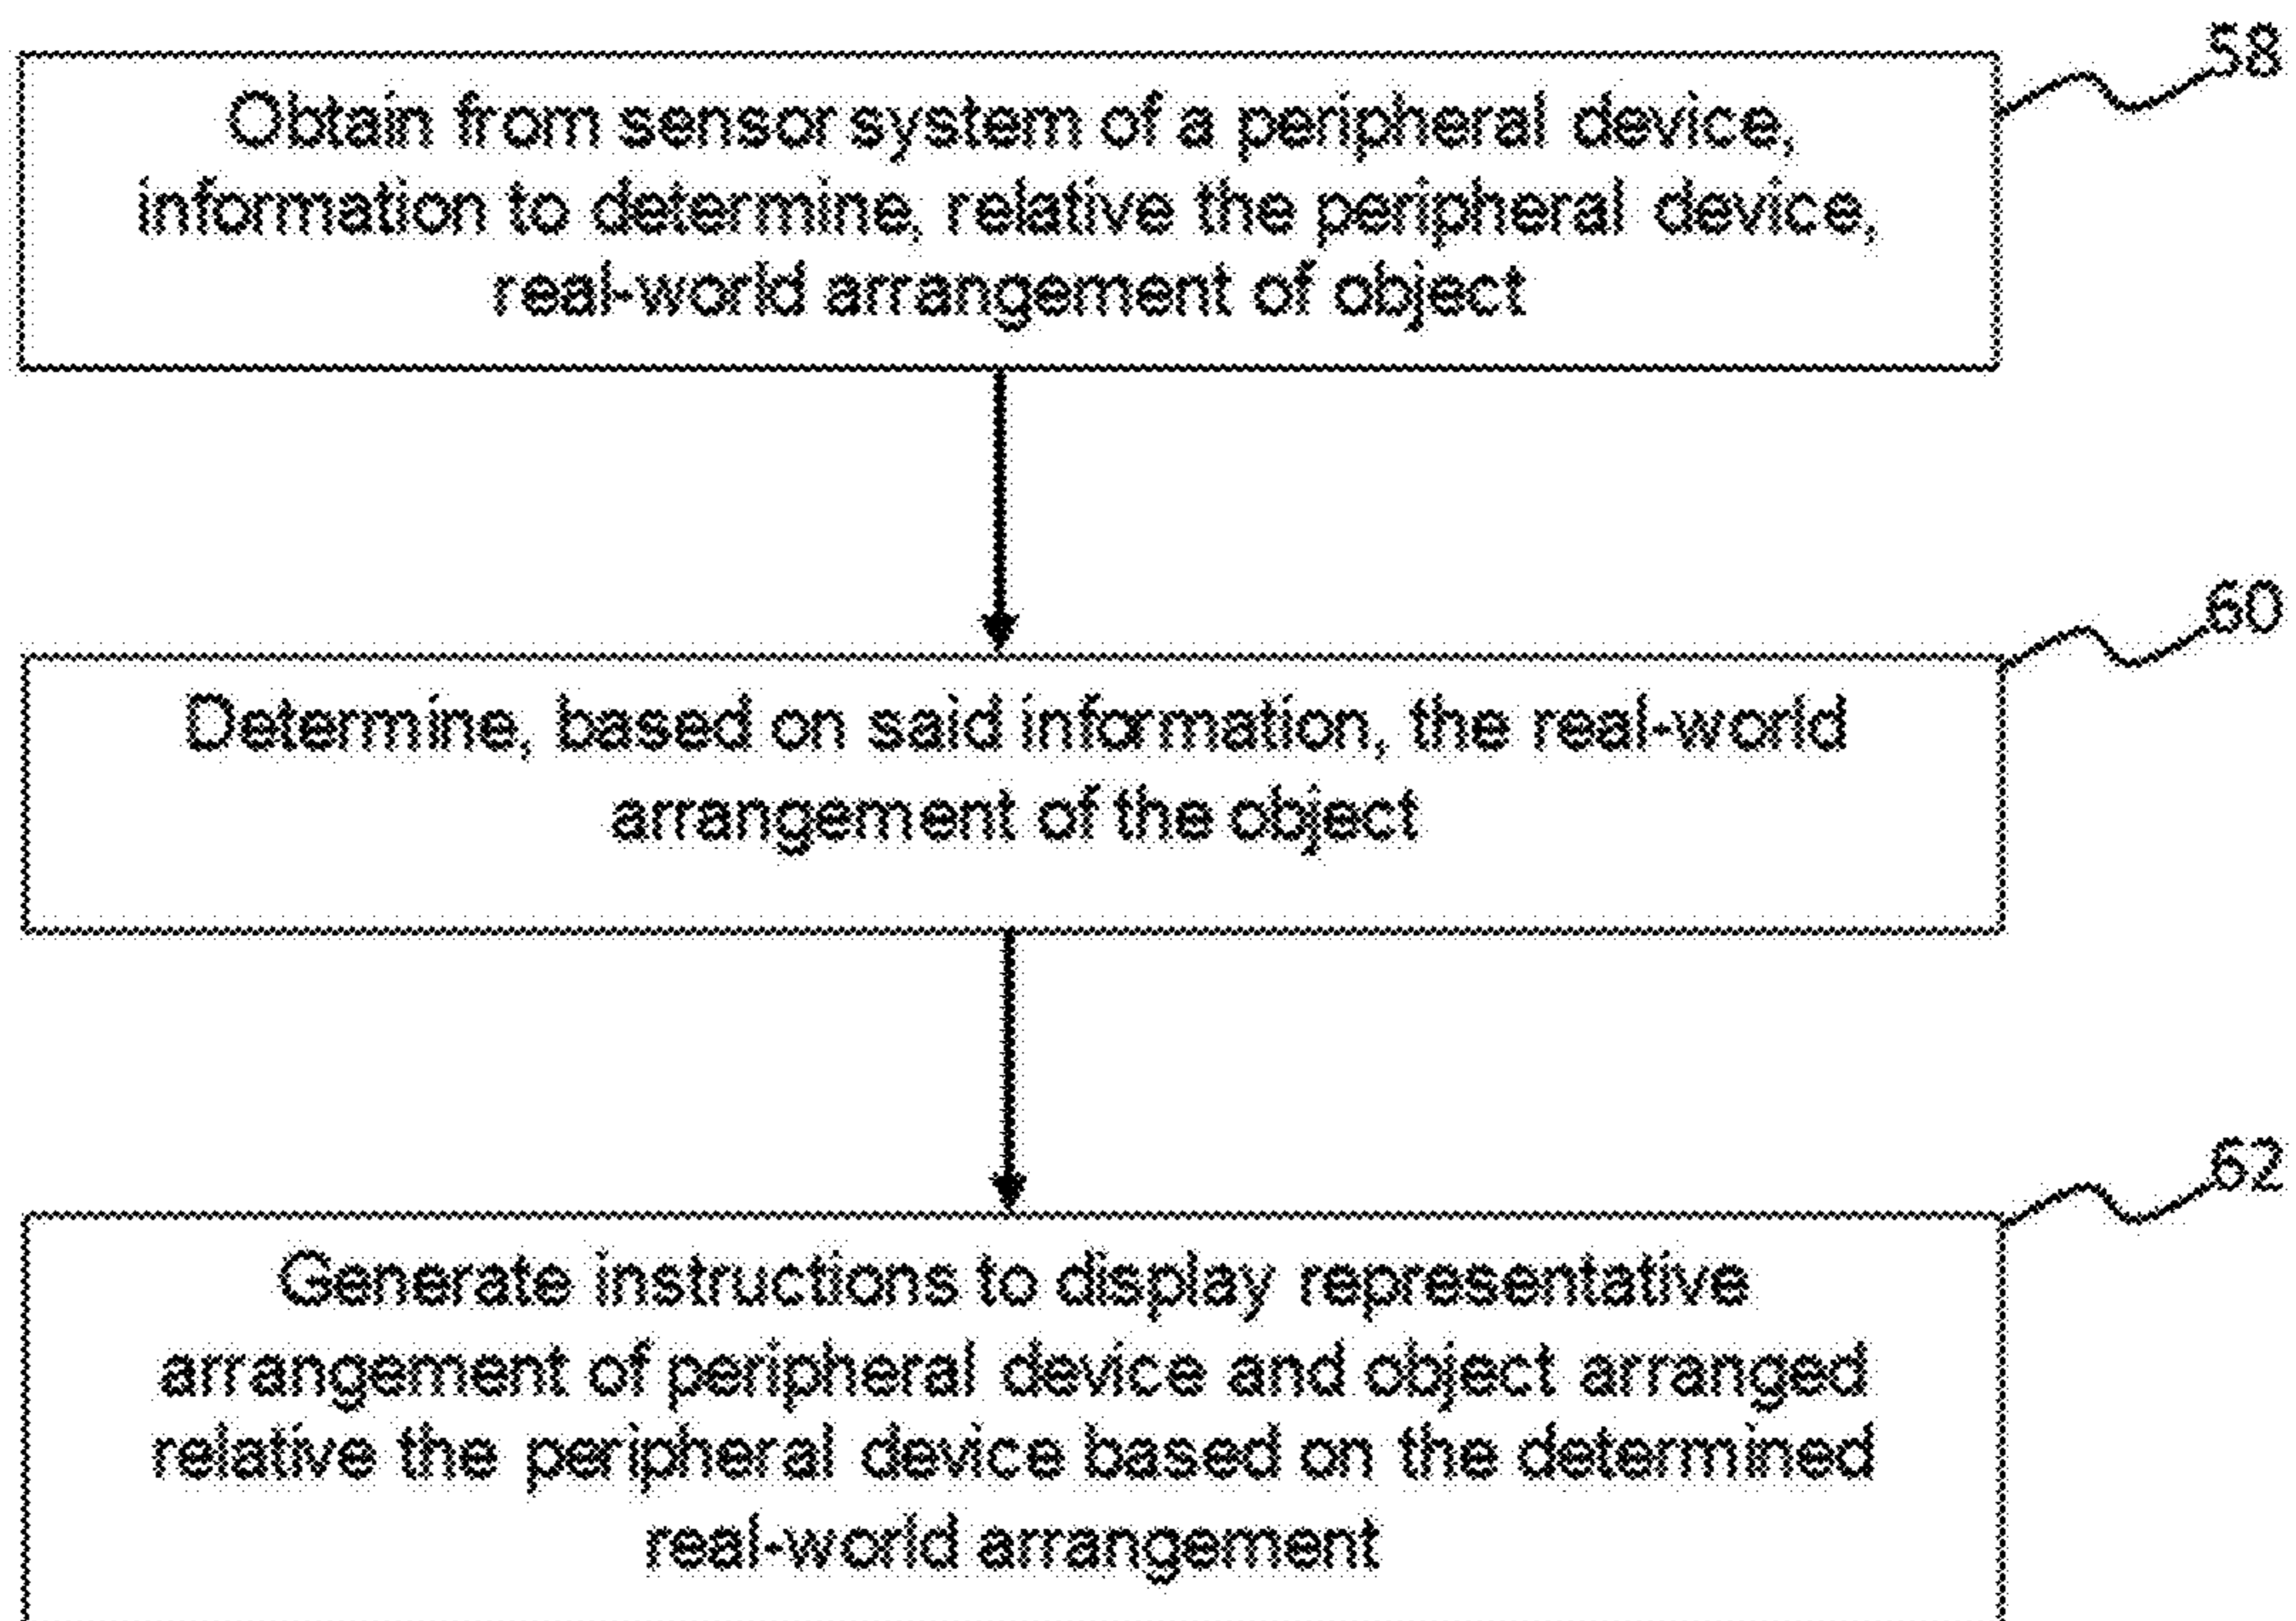 58
Obtain from sensor system of a peripheral device,
information to determine, relative the peripheral device,
real-world arrangement of object
60
Determine, based on said information, the real-world
arrangement of the object
62
Generate instructions to display representative
arrangement of peripheral device and object arranged
relative the peripheral device based on the determined
real-world arrangement